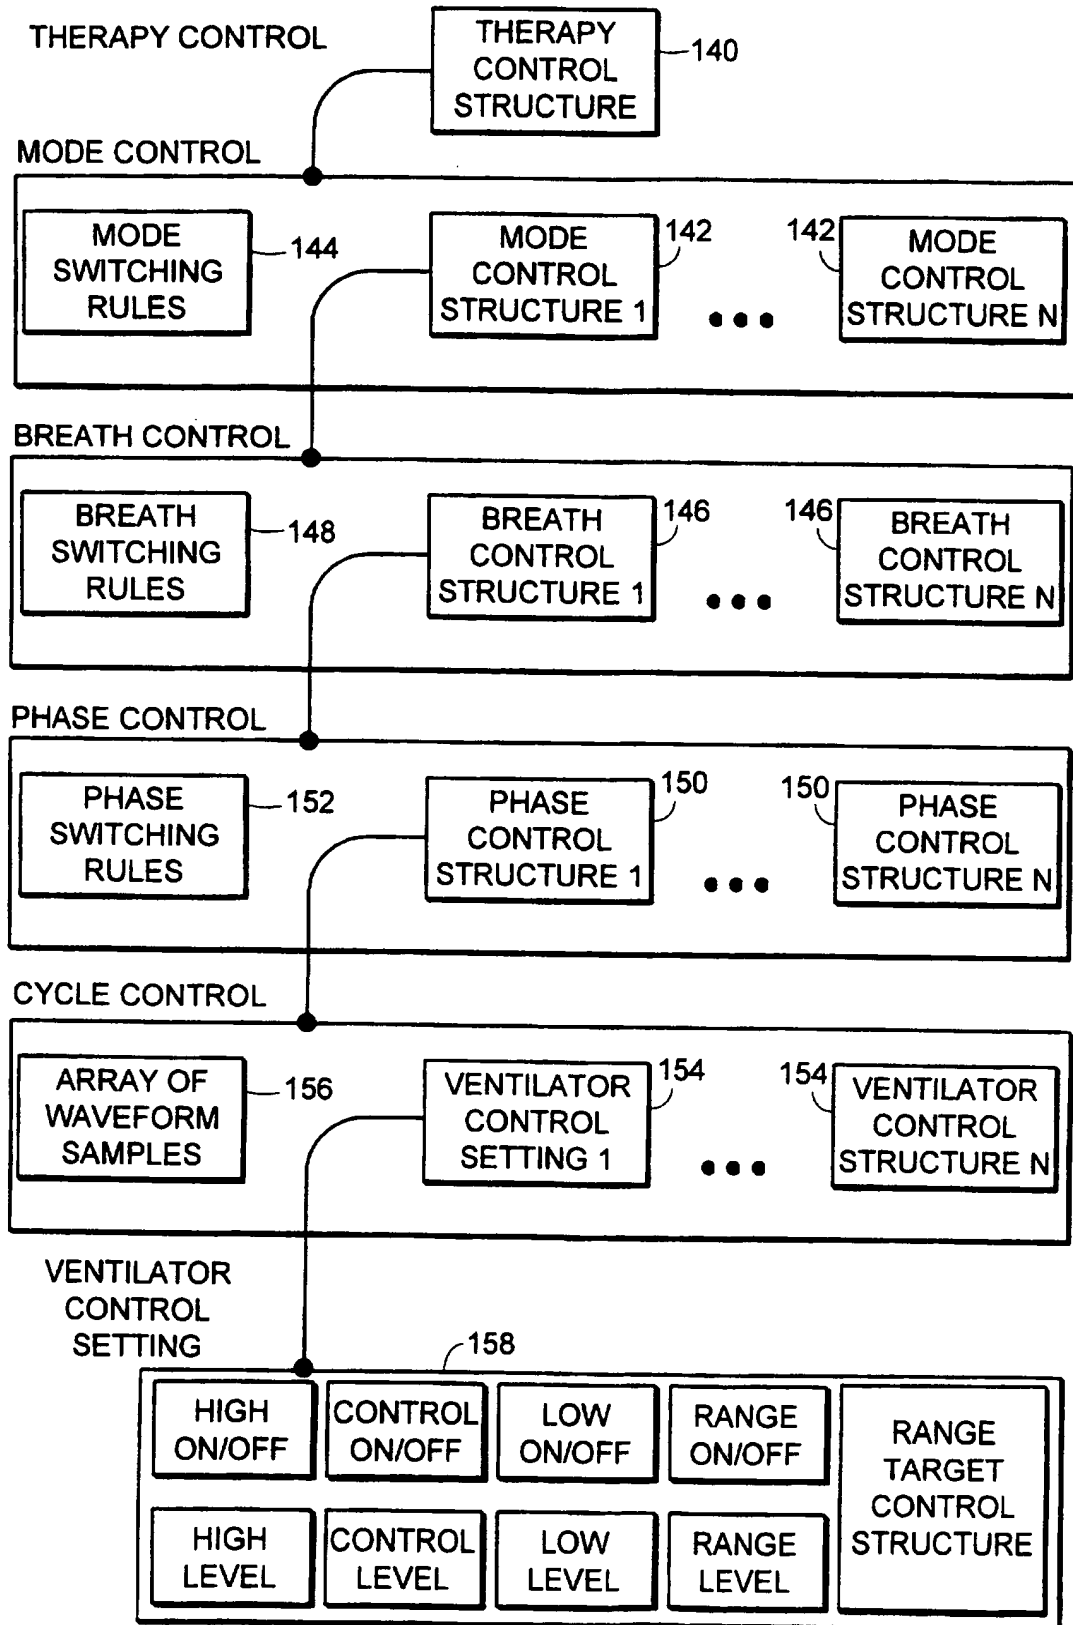 THERAPY CONTROL
THERAPY
CONTROL
STRUCTURE
140
MODE CONTROL
MODE
SWITCHING
RULES
144
MODE
CONTROL
STRUCTURE 1
142
142
MODE
CONTROL
STRUCTURE N
BREATH CONTROL
BREATH
SWITCHING
RULES
148
BREATH
CONTROL
STRUCTURE 1
146
146
BREATH
CONTROL
STRUCTURE N
PHASE CONTROL
PHASE
SWITCHING
RULES
152
PHASE
CONTROL
STRUCTURE 1
150
150
PHASE
CONTROL
STRUCTURE N
CYCLE CONTROL
ARRAY OF
WAVEFORM
SAMPLES
156
VENTILATOR
CONTROL
SETTING 1
154
154
VENTILATOR
CONTROL
STRUCTURE N
VENTILATOR
CONTROL
SETTING
158
HIGH
ON/OFF
CONTROL
ON/OFF
LOW
ON/OFF
RANGE
ON/OFF
RANGE
TARGET
CONTROL
STRUCTURE
HIGH
LEVEL
CONTROL
LEVEL
LOW
LEVEL
RANGE
LEVEL